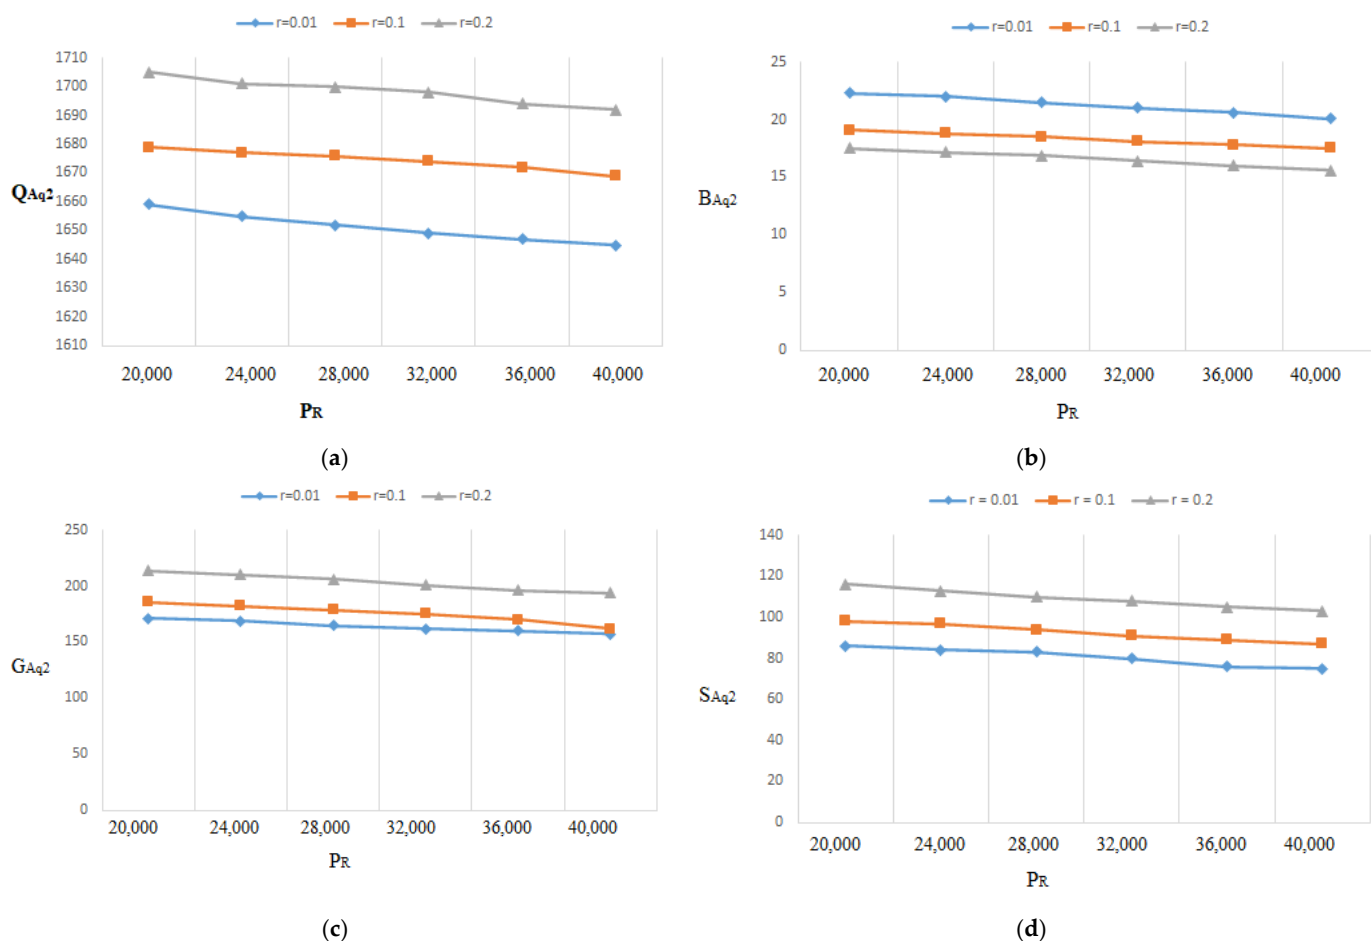 r=0.01 r=0.1 r=0.2
1710
1700
1690
1680
1670
1660
1650
1640
1630
1620
1610
QAq2
20,000 24,000 28,000 32,000 36,000 40,000
PR
(a)
r=0.01 r=0.1 r=0.2
25
20
15
10
5
0
BAq2
20,000 24,000 28,000 32,000 36,000 40,000
PR
(b)
r=0.01 r=0.1 r=0.2
250
200
150
100
50
0
GAq2
20,000 24,000 28,000 32,000 36,000 40,000
PR
(c)
r = 0.01 r = 0.1 r = 0.2
140
120
100
80
60
40
20
0
SAq2
20,000 24,000 28,000 32,000 36,000 40,000
PR
(d)